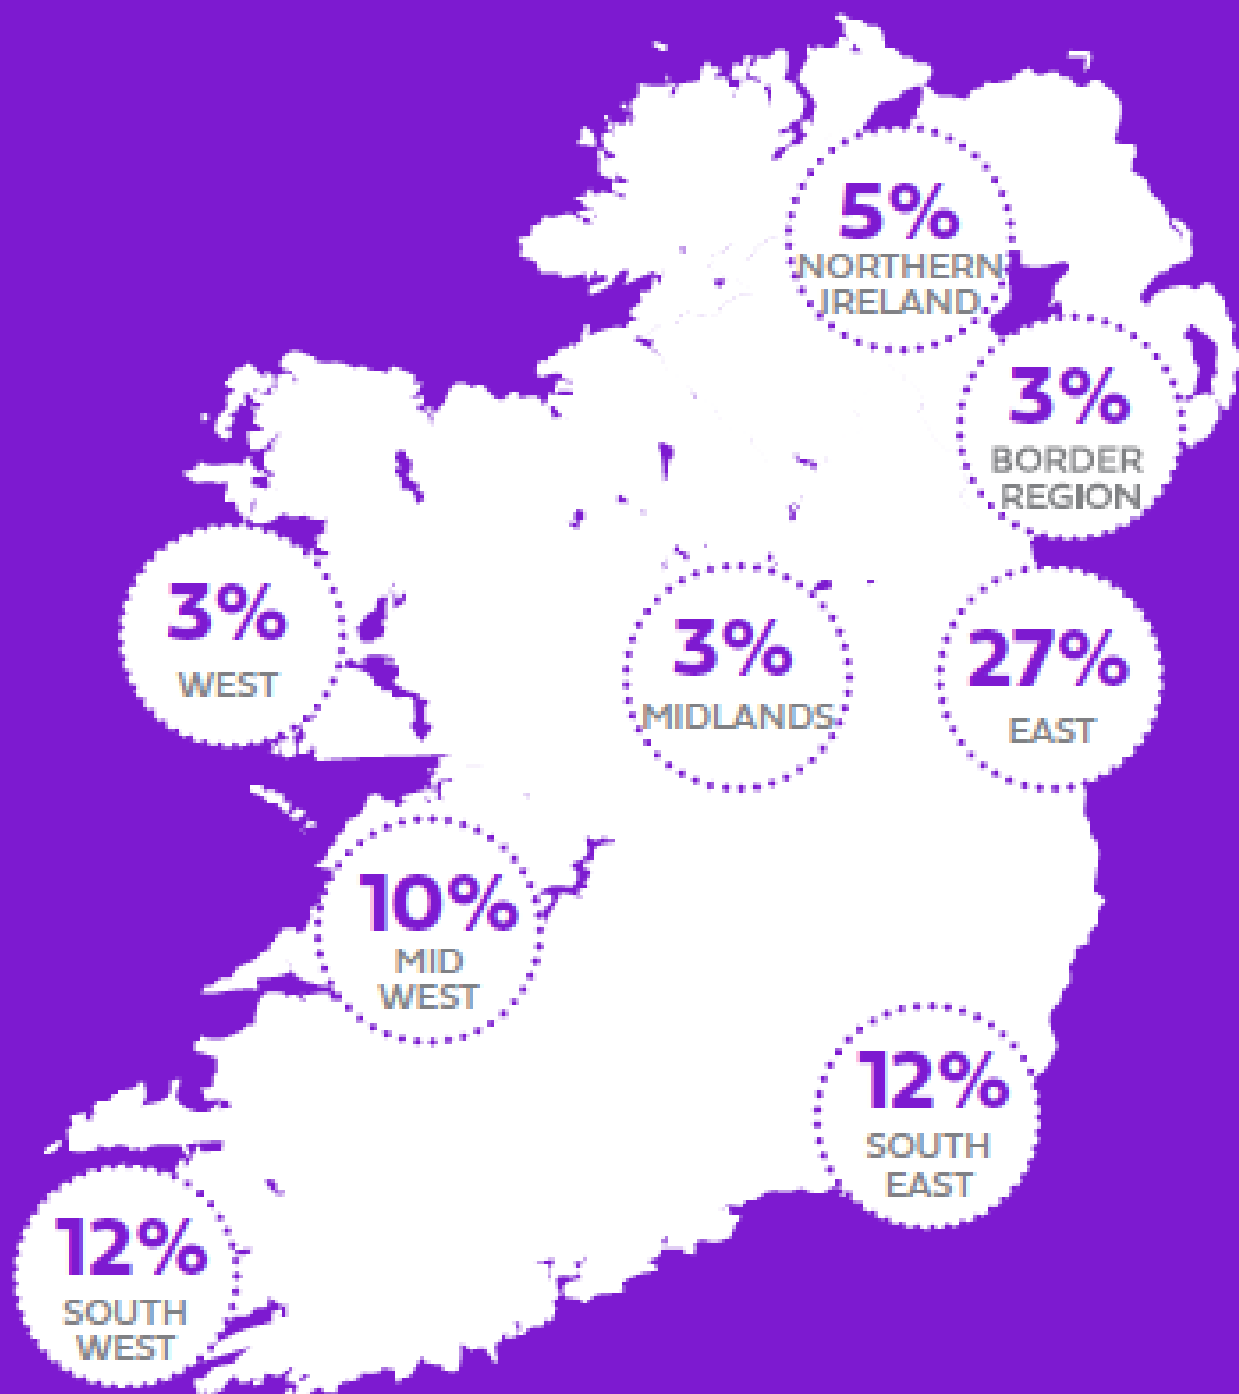 5%
NORTHERN
IRELAND
3%
BORDER
REGION
3%
WEST
3%
MIDLANDS
27%
EAST
10%
MID
WEST
12%
SOUTH
EAST
12%
SOUTH
WEST